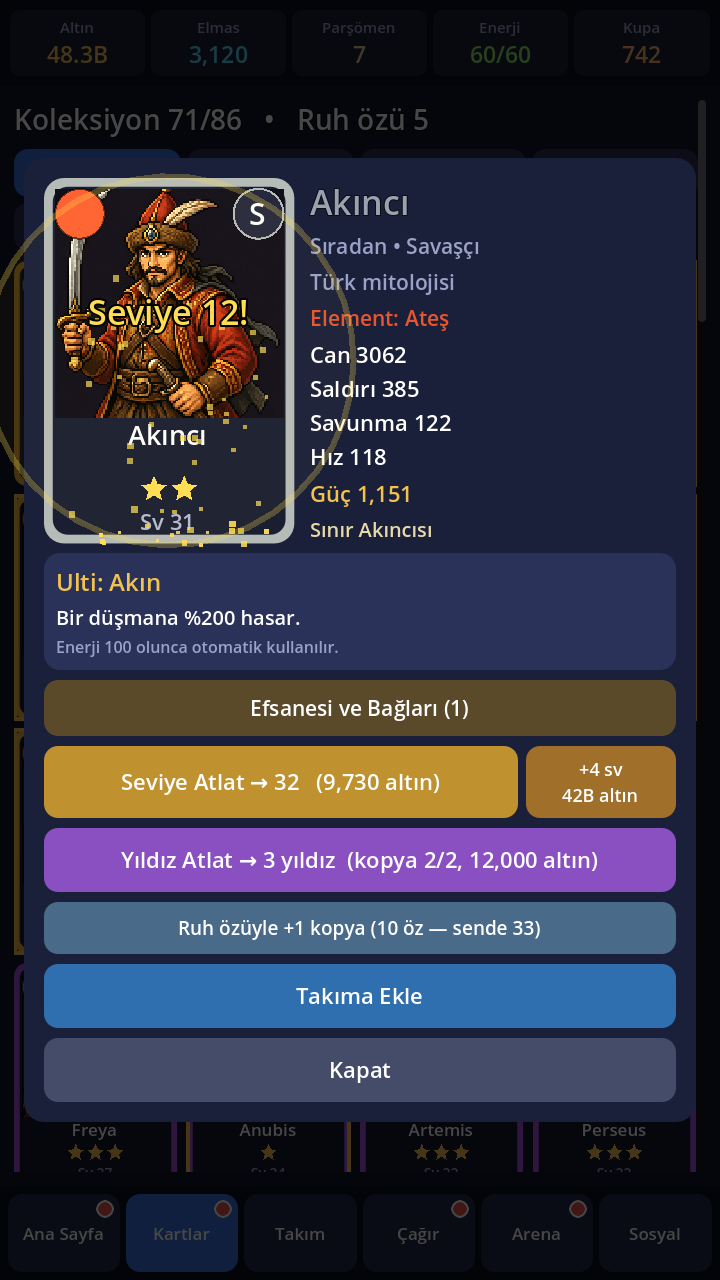 Altın
Elmas
Parşömen
Enerji
Kupa
48.3B
3,120
7
60/60
742
Koleksiyon 71/86 • Ruh özü 5
S
Seviye 12!
Akıncı
Sv 31
Akıncı
Sıradan • Savaşçı
Türk mitolojisi
Element: Ateş
Can 3062
Saldırı 385
Savunma 122
Hız 118
Güç 1,151
Sınır Akıncısı
Ulti: Akın
Bir düşmana %200 hasar.
Enerji 100 olunca otomatik kullanılır.
Efsanesi ve Bağları (1)
Seviye Atlat → 32 (9,730 altın)
+4 sv
42B altın
Yıldız Atlat → 3 yıldız (kopya 2/2, 12,000 altın)
Ruh özüyle +1 kopya (10 öz — sende 33)
Takıma Ekle
Kapat
Freya
Anubis
Artemis
Perseus
Ana Sayfa
Kartlar
Takım
Çağır
Arena
Sosyal